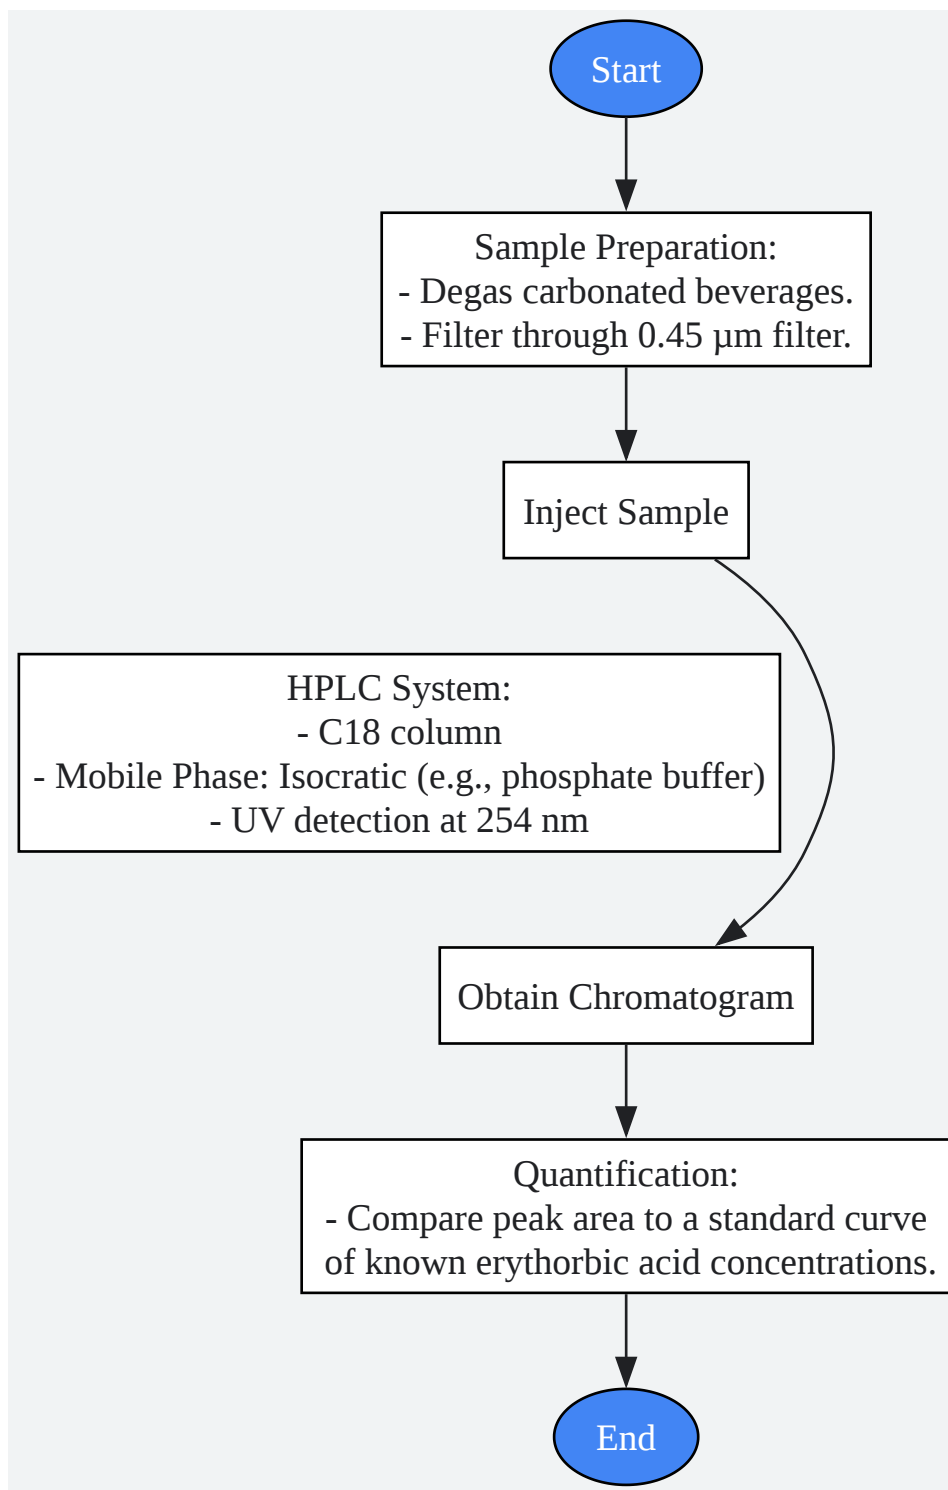 Start
Sample Preparation:
- Degas carbonated beverages.
- Filter through 0.45 µm filter.
Inject Sample
HPLC System:
- C18 column
- Mobile Phase: Isocratic (e.g., phosphate buffer)
- UV detection at 254 nm
Obtain Chromatogram
Quantification:
- Compare peak area to a standard curve
of known erythorbic acid concentrations.
End